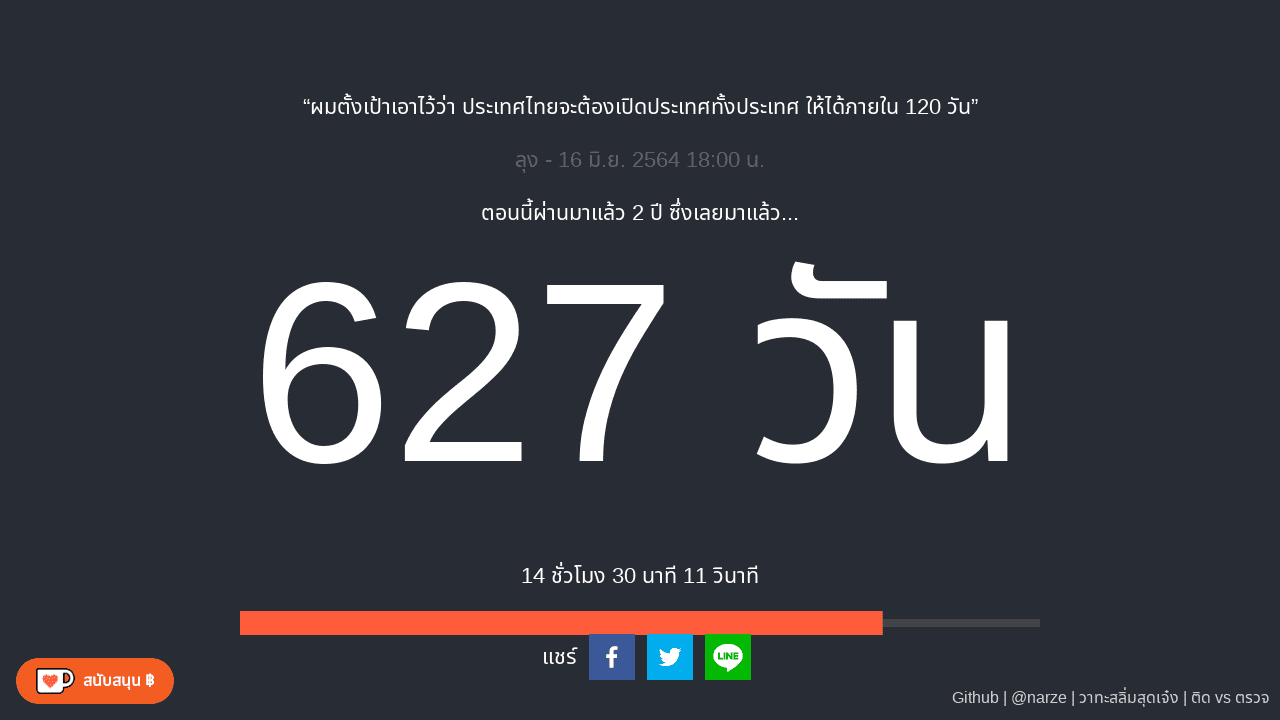 “ผมตั้งเป้าเอาไว้ว่า ประเทศไทยจะต้องเปิดประเทศทั้งประเทศ ให้ได้ภายใน 120 วัน”
ลุง - 16 มิ.ย. 2564 18:00 น.
ตอนนี้ผ่านมาแล้ว 2 ปี ซึ่งเลยมาแล้ว...
627 วัน
14 ชั่วโมง 30 นาที 11 วินาที
แชร์
LINE
สนับสนุน ฿
Github | @narze | วาทะสลิ่มสุดเจ๋ง | ติด vs ตรวจ